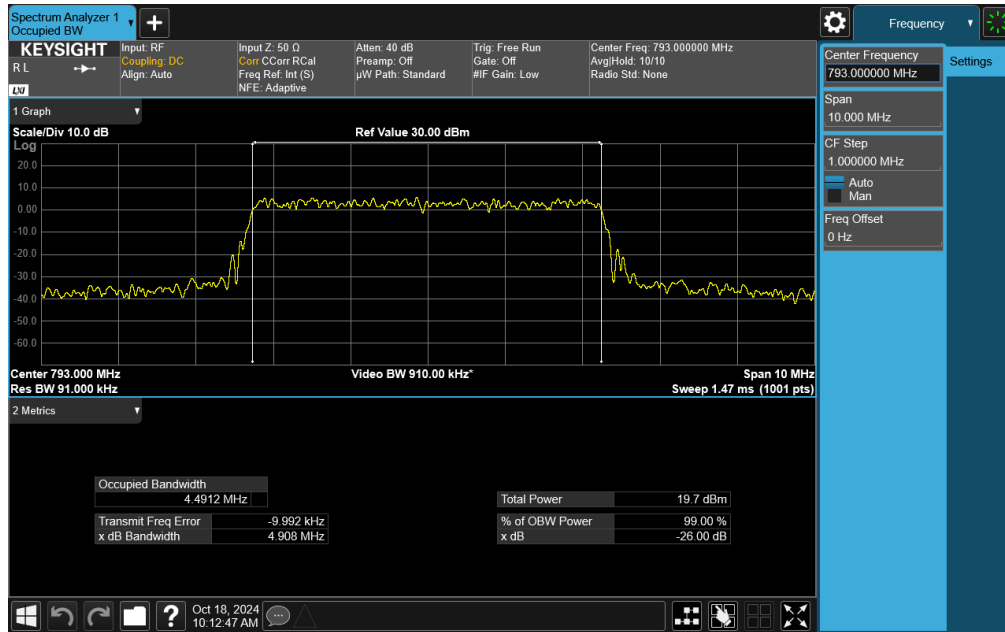 Spectrum Analyzer 1
Occupied BW
Frequency
KEYSIGHT
R L
LXI
Input: RF
Coupling: DC
Align: Auto
Input Z: 50 Ω
Corr CCorr RCal
Freq Ref: Int (S)
NFE: Adaptive
Atten: 40 dB
Preamp: Off
µW Path: Standard
Trig: Free Run
Gate: Off
#IF Gain: Low
Center Freq: 793.000000 MHz
Avg|Hold: 10/10
Radio Std: None
Center Frequency
793.000000 MHz
Settings
Span
10.000 MHz
CF Step
1.000000 MHz
Auto
Man
Freq Offset
0 Hz
1 Graph
Scale/Div 10.0 dB
Ref Value 30.00 dBm
Log
20.0
10.0
0.00
-10.0
-20.0
-30.0
-40.0
-50.0
-60.0
Center 793.000 MHz
Video BW 910.00 kHz*
Span 10 MHz
Res BW 91.000 kHz
Sweep 1.47 ms (1001 pts)
2 Metrics
Occupied Bandwidth
4.4912 MHz
Total Power 19.7 dBm
Transmit Freq Error -9.992 kHz
% of OBW Power 99.00 %
x dB Bandwidth 4.908 MHz
x dB -26.00 dB
?
Oct 18, 2024
10:12:47 AM